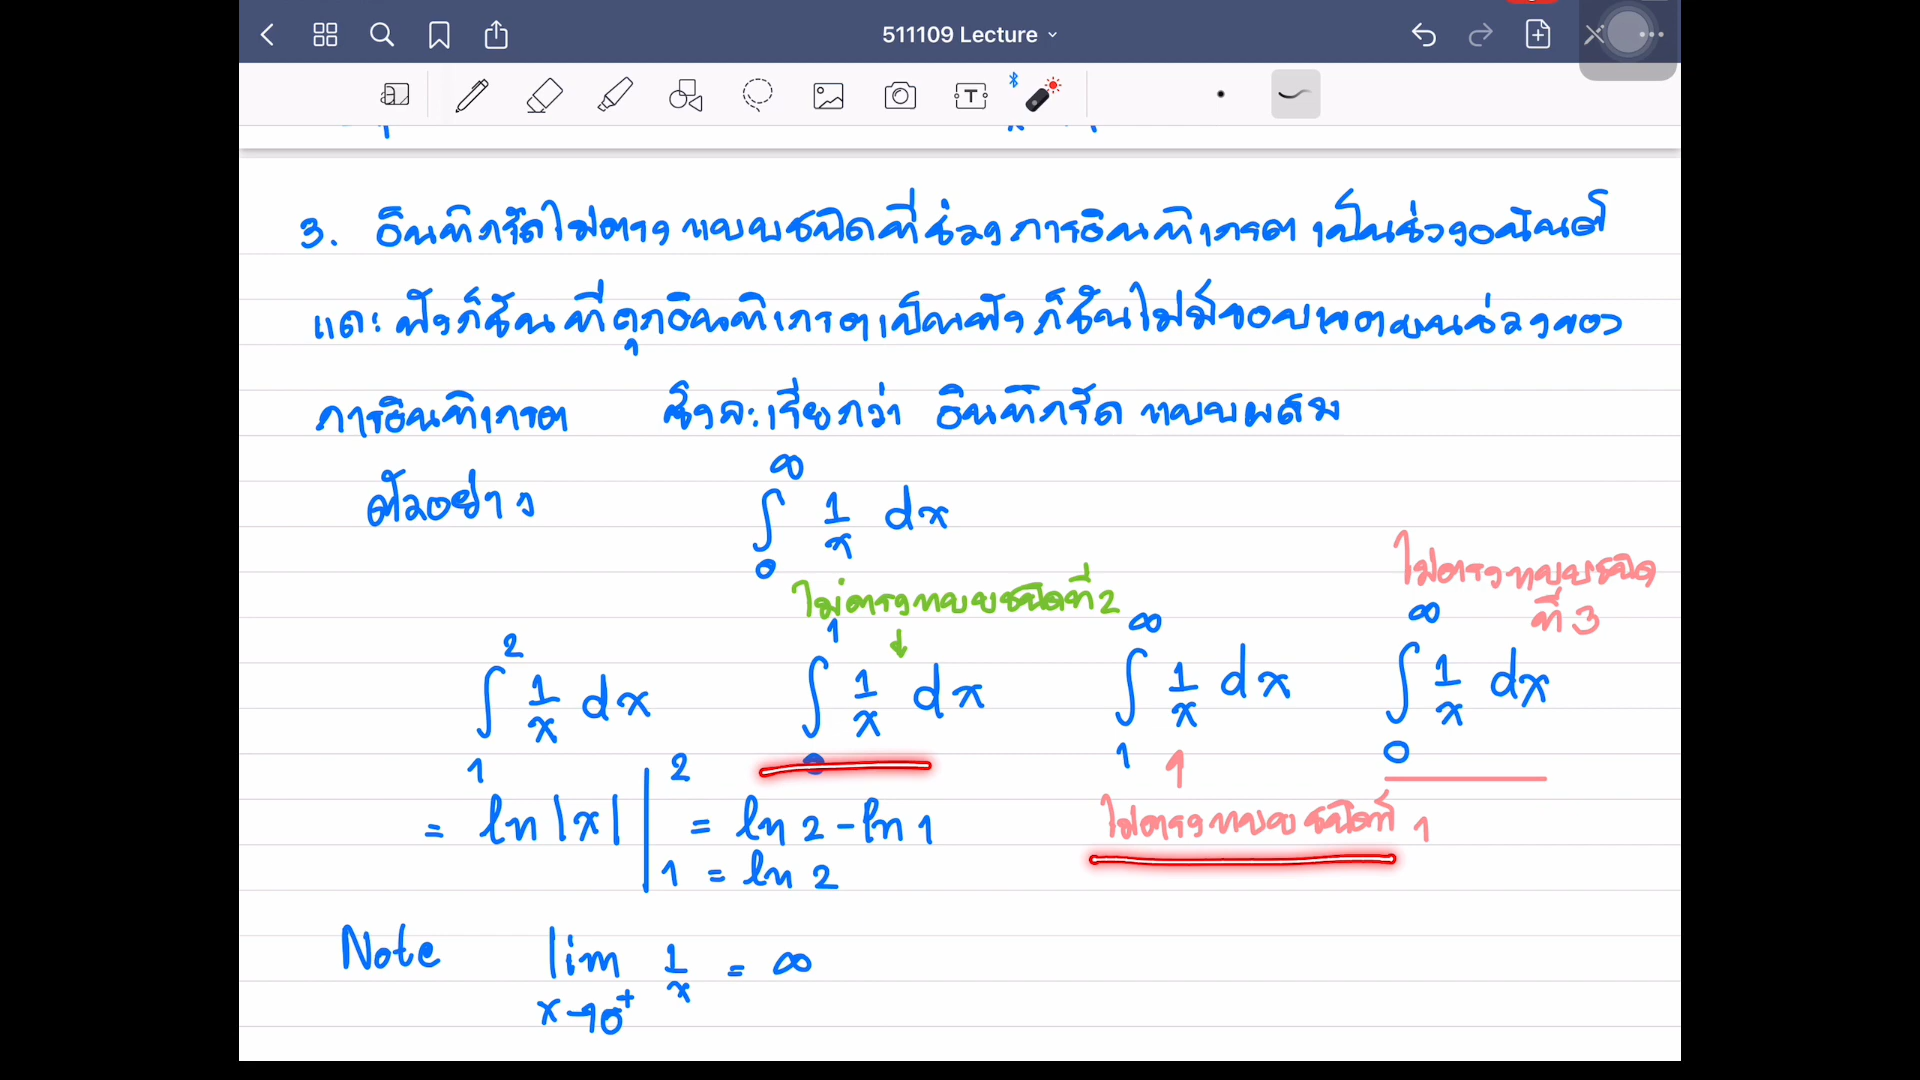 511109 Lecture
3. อินทิกรัลไม่ตรงแบบชนิดที่ช่วงการอินทิเกรตเป็นช่วงอนันต์
และฟังก์ชันที่ถูกอินทิเกรตเป็นฟังก์ชันไม่มีขอบเขตบนช่วงของ
การอินทิเกรต ซึ่งจะเรียกว่า อินทิกรัลแบบผสม
ตัวอย่าง ∫₀^∞ 1/x dx
ไม่ตรงแบบชนิดที่ 2
↓
ไม่ตรงแบบชนิด
ที่ 3
∫₁² 1/x dx ∫₀¹ 1/x dx ∫₁^∞ 1/x dx ∫₀^∞ 1/x dx
= ln|x| |₁² = ln 2 - ln 1
= ln 2
↑
ไม่ตรงแบบชนิดที่ 1
Note lim x→0⁺ 1/x = ∞